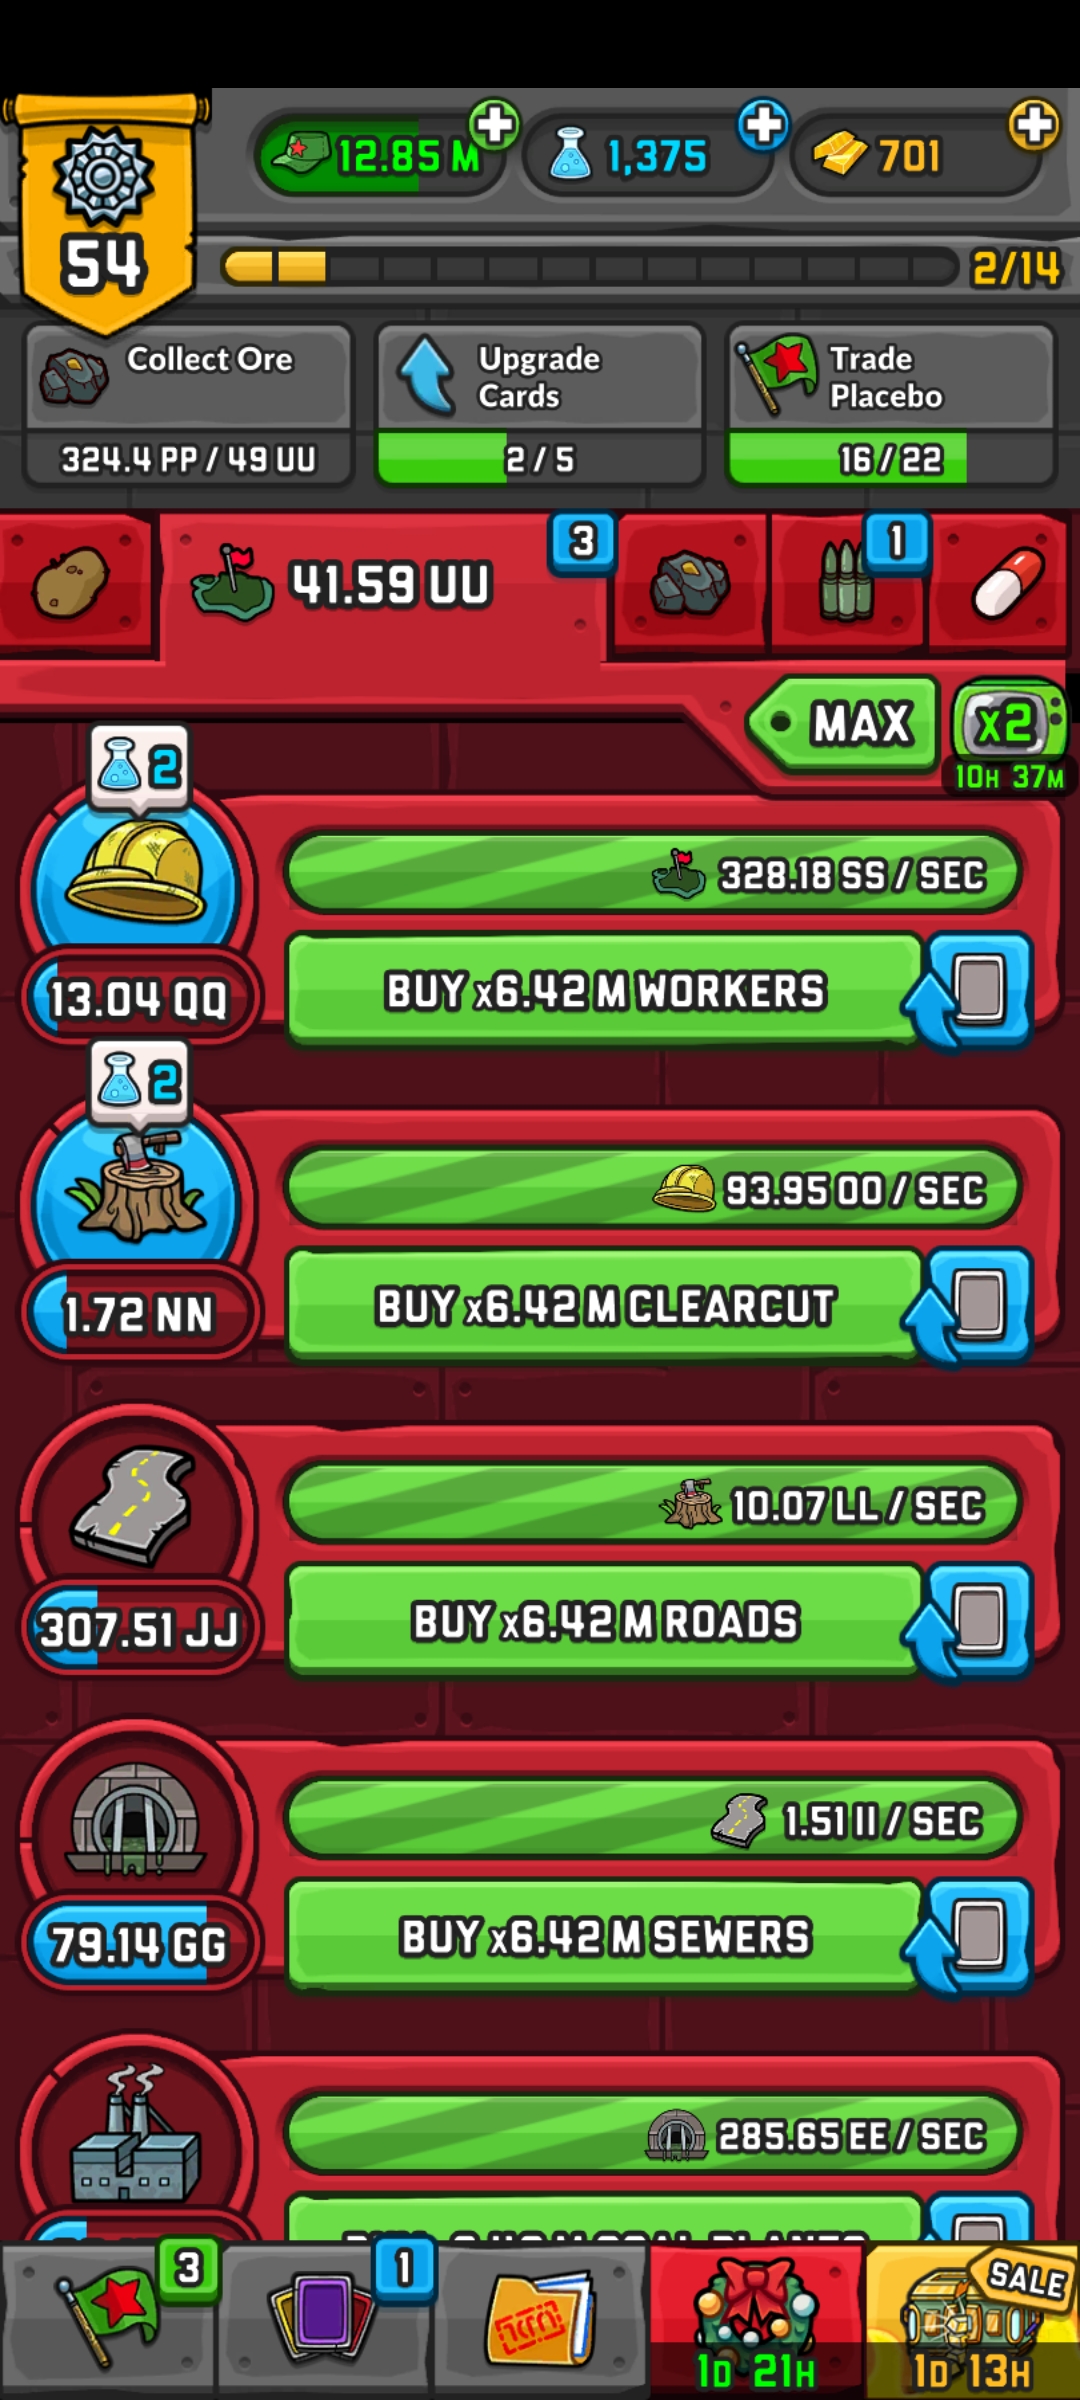 54
12.85 M
1,375
701
2/14
Collect Ore
324.4 PP / 49 UU
Upgrade
Cards
2 / 5
Trade
Placebo
16 / 22
41.59 UU
3
1
MAX
x2
10H 37M
2
328.18 SS / SEC
13.04 QQ
BUY x6.42 M WORKERS
2
93.95 OO / SEC
1.72 NN
BUY x6.42 M CLEARCUT
10.07 LL / SEC
307.51 JJ
BUY x6.42 M ROADS
1.51 II / SEC
79.14 GG
BUY x6.42 M SEWERS
285.65 EE / SEC
3
1
1D 21H
SALE
1D 13H